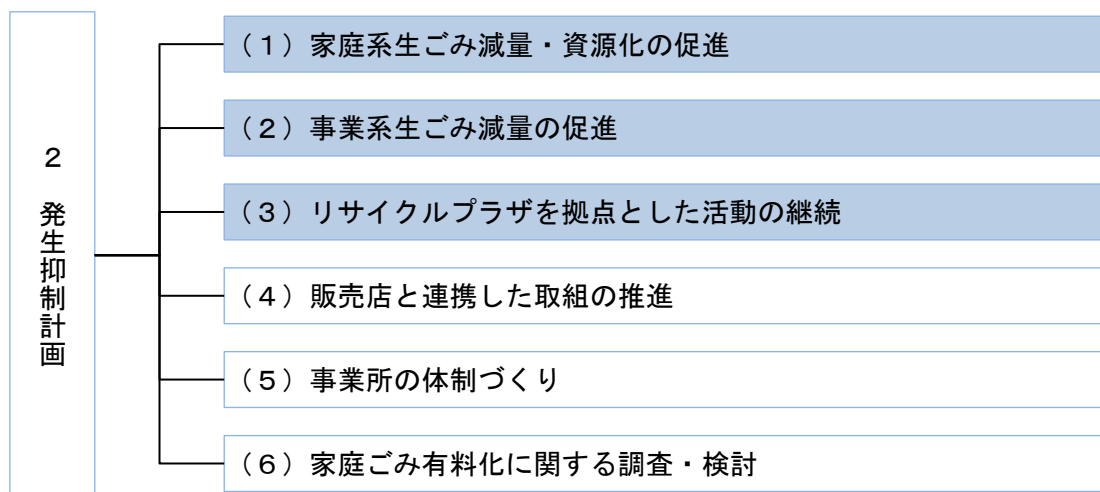 ２　発生抑制計画
（１）家庭系生ごみ減量・資源化の促進
（２）事業系生ごみ減量の促進
（３）リサイクルプラザを拠点とした活動の継続
（４）販売店と連携した取組の推進
（５）事業所の体制づくり
（６）家庭ごみ有料化に関する調査・検討